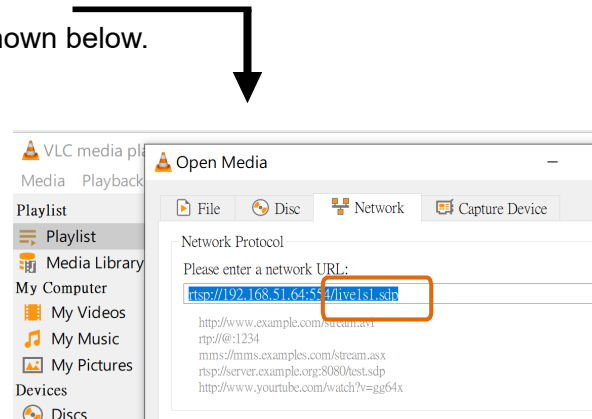 nown below.
VLC media pla
Open Media
Media Playback
File Disc Network Capture Device
Playlist
Playlist
Media Library
My Computer
My Videos
My Music
My Pictures
Devices
Discs
Network Protocol
Please enter a network URL:
rtsp://192.168.51.64:554/live1s1.sdp
http://www.example.com/stream.avi
rtp://@:1234
mms://mms.examples.com/stream.asx
rtsp://server.example.org:8080/test.sdp
http://www.yourtube.com/watch?v=gg64x